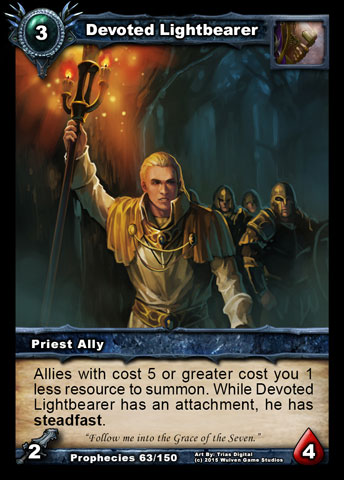 3
Devoted Lightbearer
Priest Ally
Allies with cost 5 or greater cost you 1
less resource to summon. While Devoted
Lightbearer has an attachment, he has
steadfast.
"Follow me into the Grace of the Seven."
2
Prophecies 63/150
Art By: Trias Digital
(c) 2015 Wulven Game Studios
4